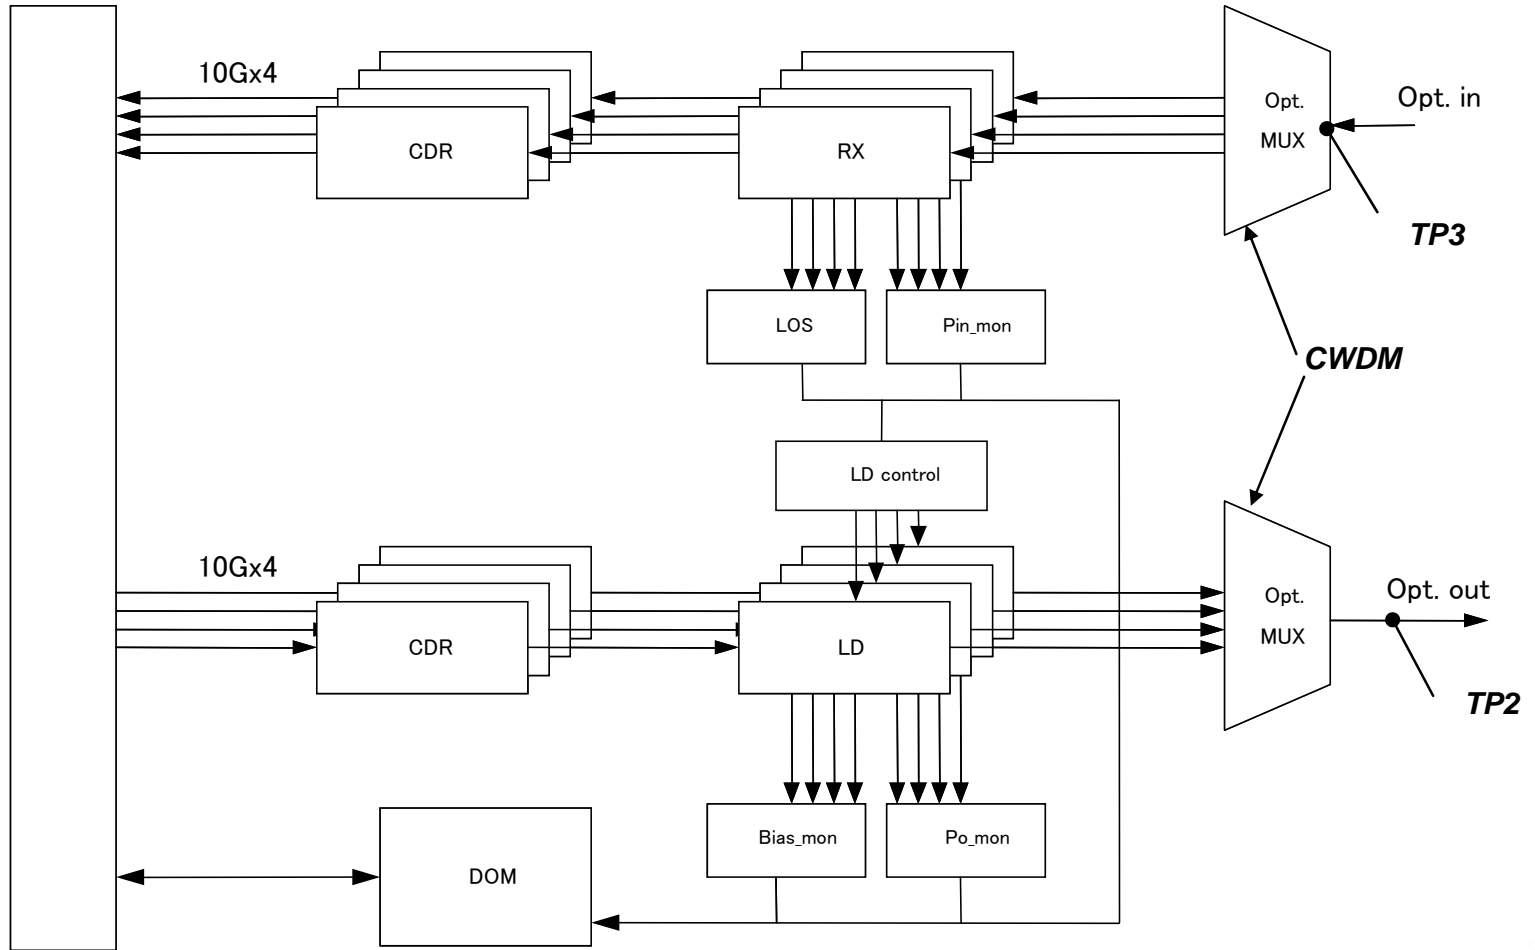 10Gx4
CDR
RX
Opt.
MUX
Opt. in
TP3
LOS
Pin_mon
CWDM
LD control
10Gx4
CDR
LD
Opt.
MUX
Opt. out
TP2
Bias_mon
Po_mon
DOM